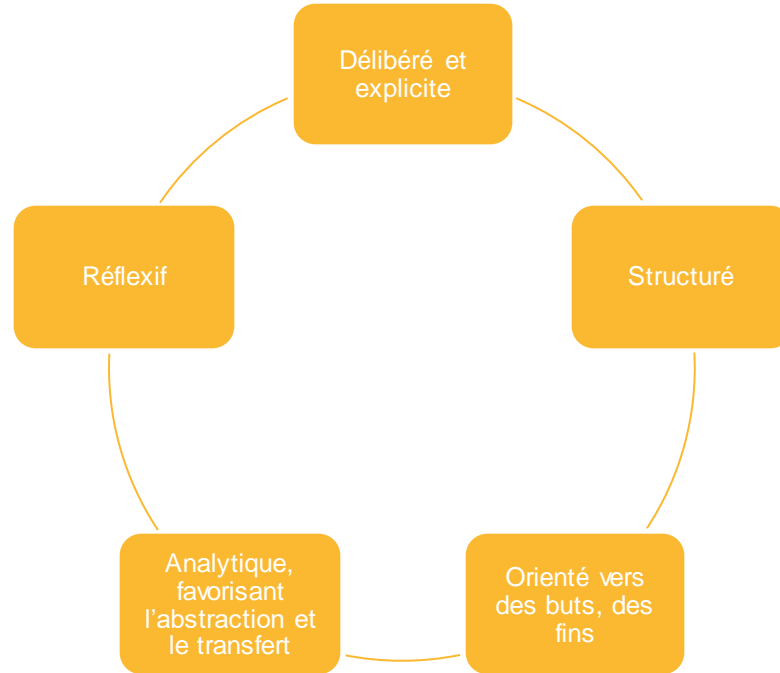 Délibéré et
explicite
Réflexif
Structuré
Analytique,
favorisant
l'abstraction et
le transfert
Orienté vers
des buts, des
fins